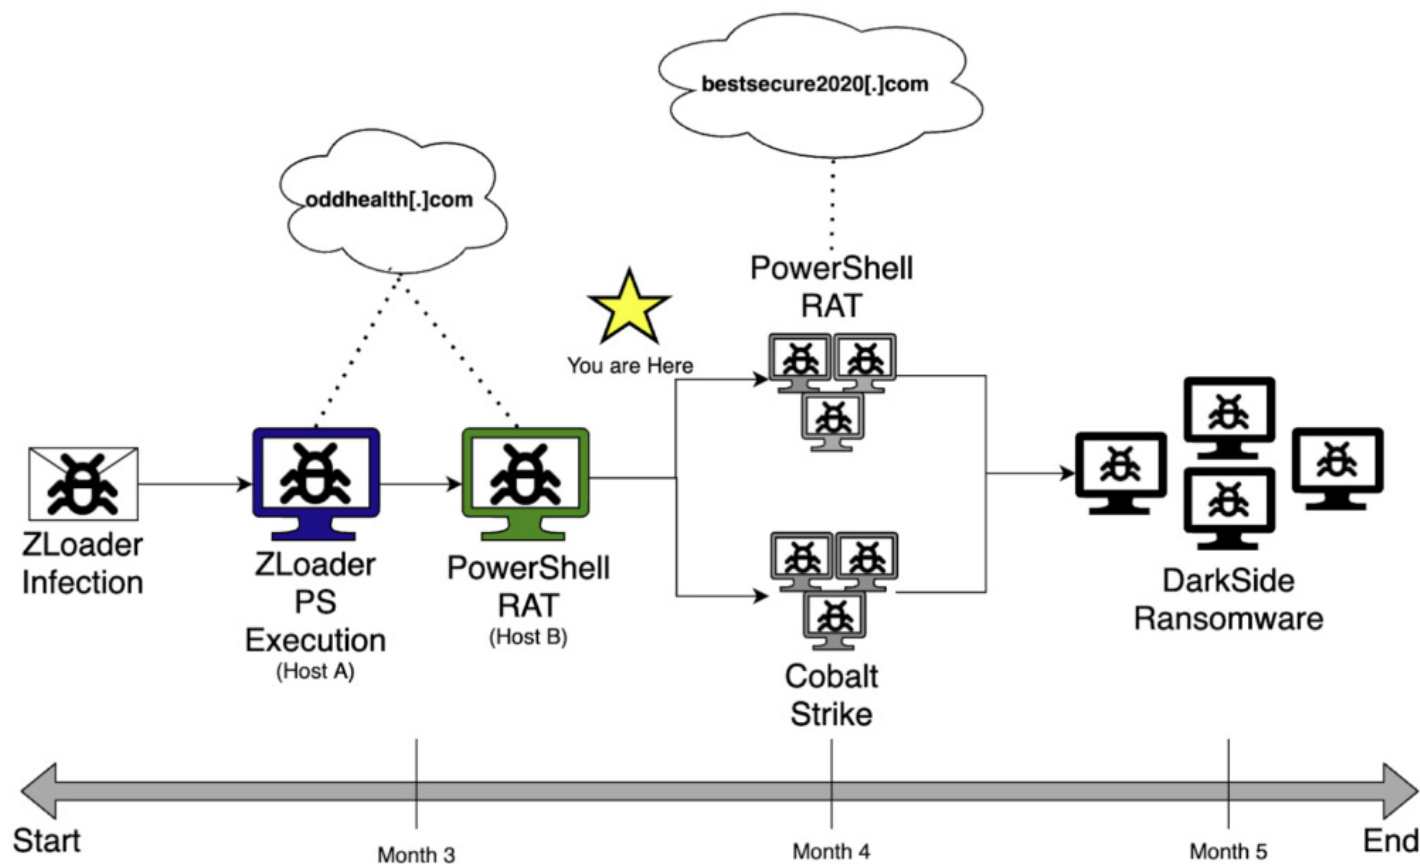 bestsecure2020[.]com
oddhealth[.]com
PowerShell
RAT
You are Here
ZLoader
Infection
ZLoader
PS
Execution
(Host A)
PowerShell
RAT
(Host B)
Cobalt
Strike
DarkSide
Ransomware
Start
Month 3
Month 4
Month 5
End